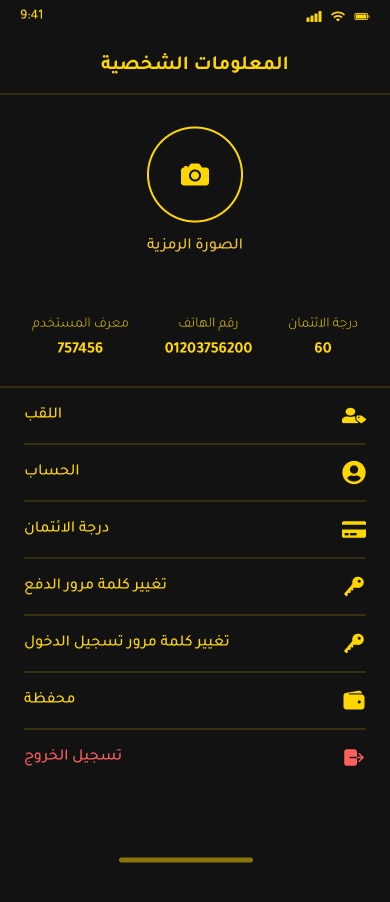 9:41
المعلومات الشخصية
الصورة الرمزية
درجة الائتمان
60
رقم الهاتف
01203756200
معرف المستخدم
757456
اللقب
الحساب
درجة الائتمان
تغيير كلمة مرور الدفع
تغيير كلمة مرور تسجيل الدخول
محفظة
تسجيل الخروج